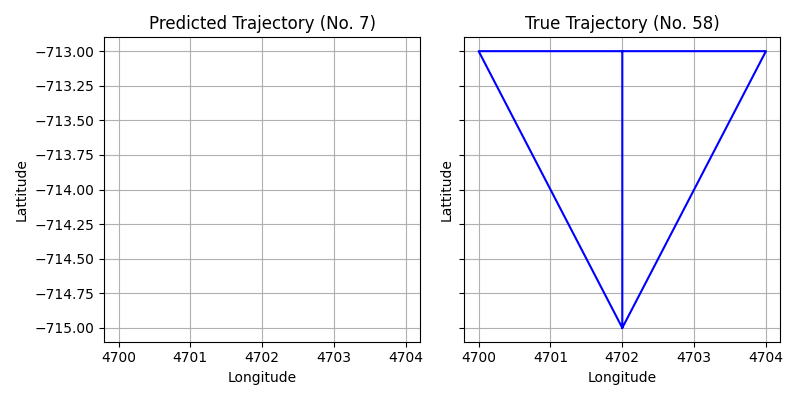 Predicted Trajectory (No. 7)
True Trajectory (No. 58)
−713.00
−713.25
−713.50
−713.75
−714.00
−714.25
−714.50
−714.75
−715.00
Lattitude
Lattitude
4700 4701 4702 4703 4704
4700 4701 4702 4703 4704
Longitude
Longitude